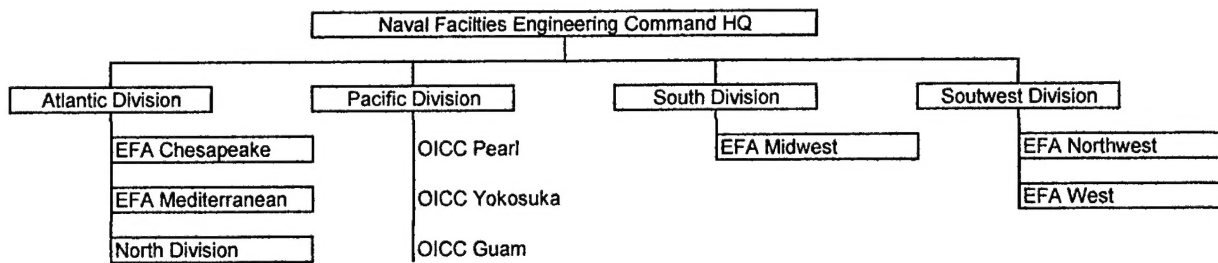 Naval Facilties Engineering Command HQ
Atlantic Division
Pacific Division
South Division
Soutwest Division
EFA Chesapeake
OICC Pearl
EFA Midwest
EFA Northwest
EFA Mediterranean
OICC Yokosuka
EFA West
North Division
OICC Guam